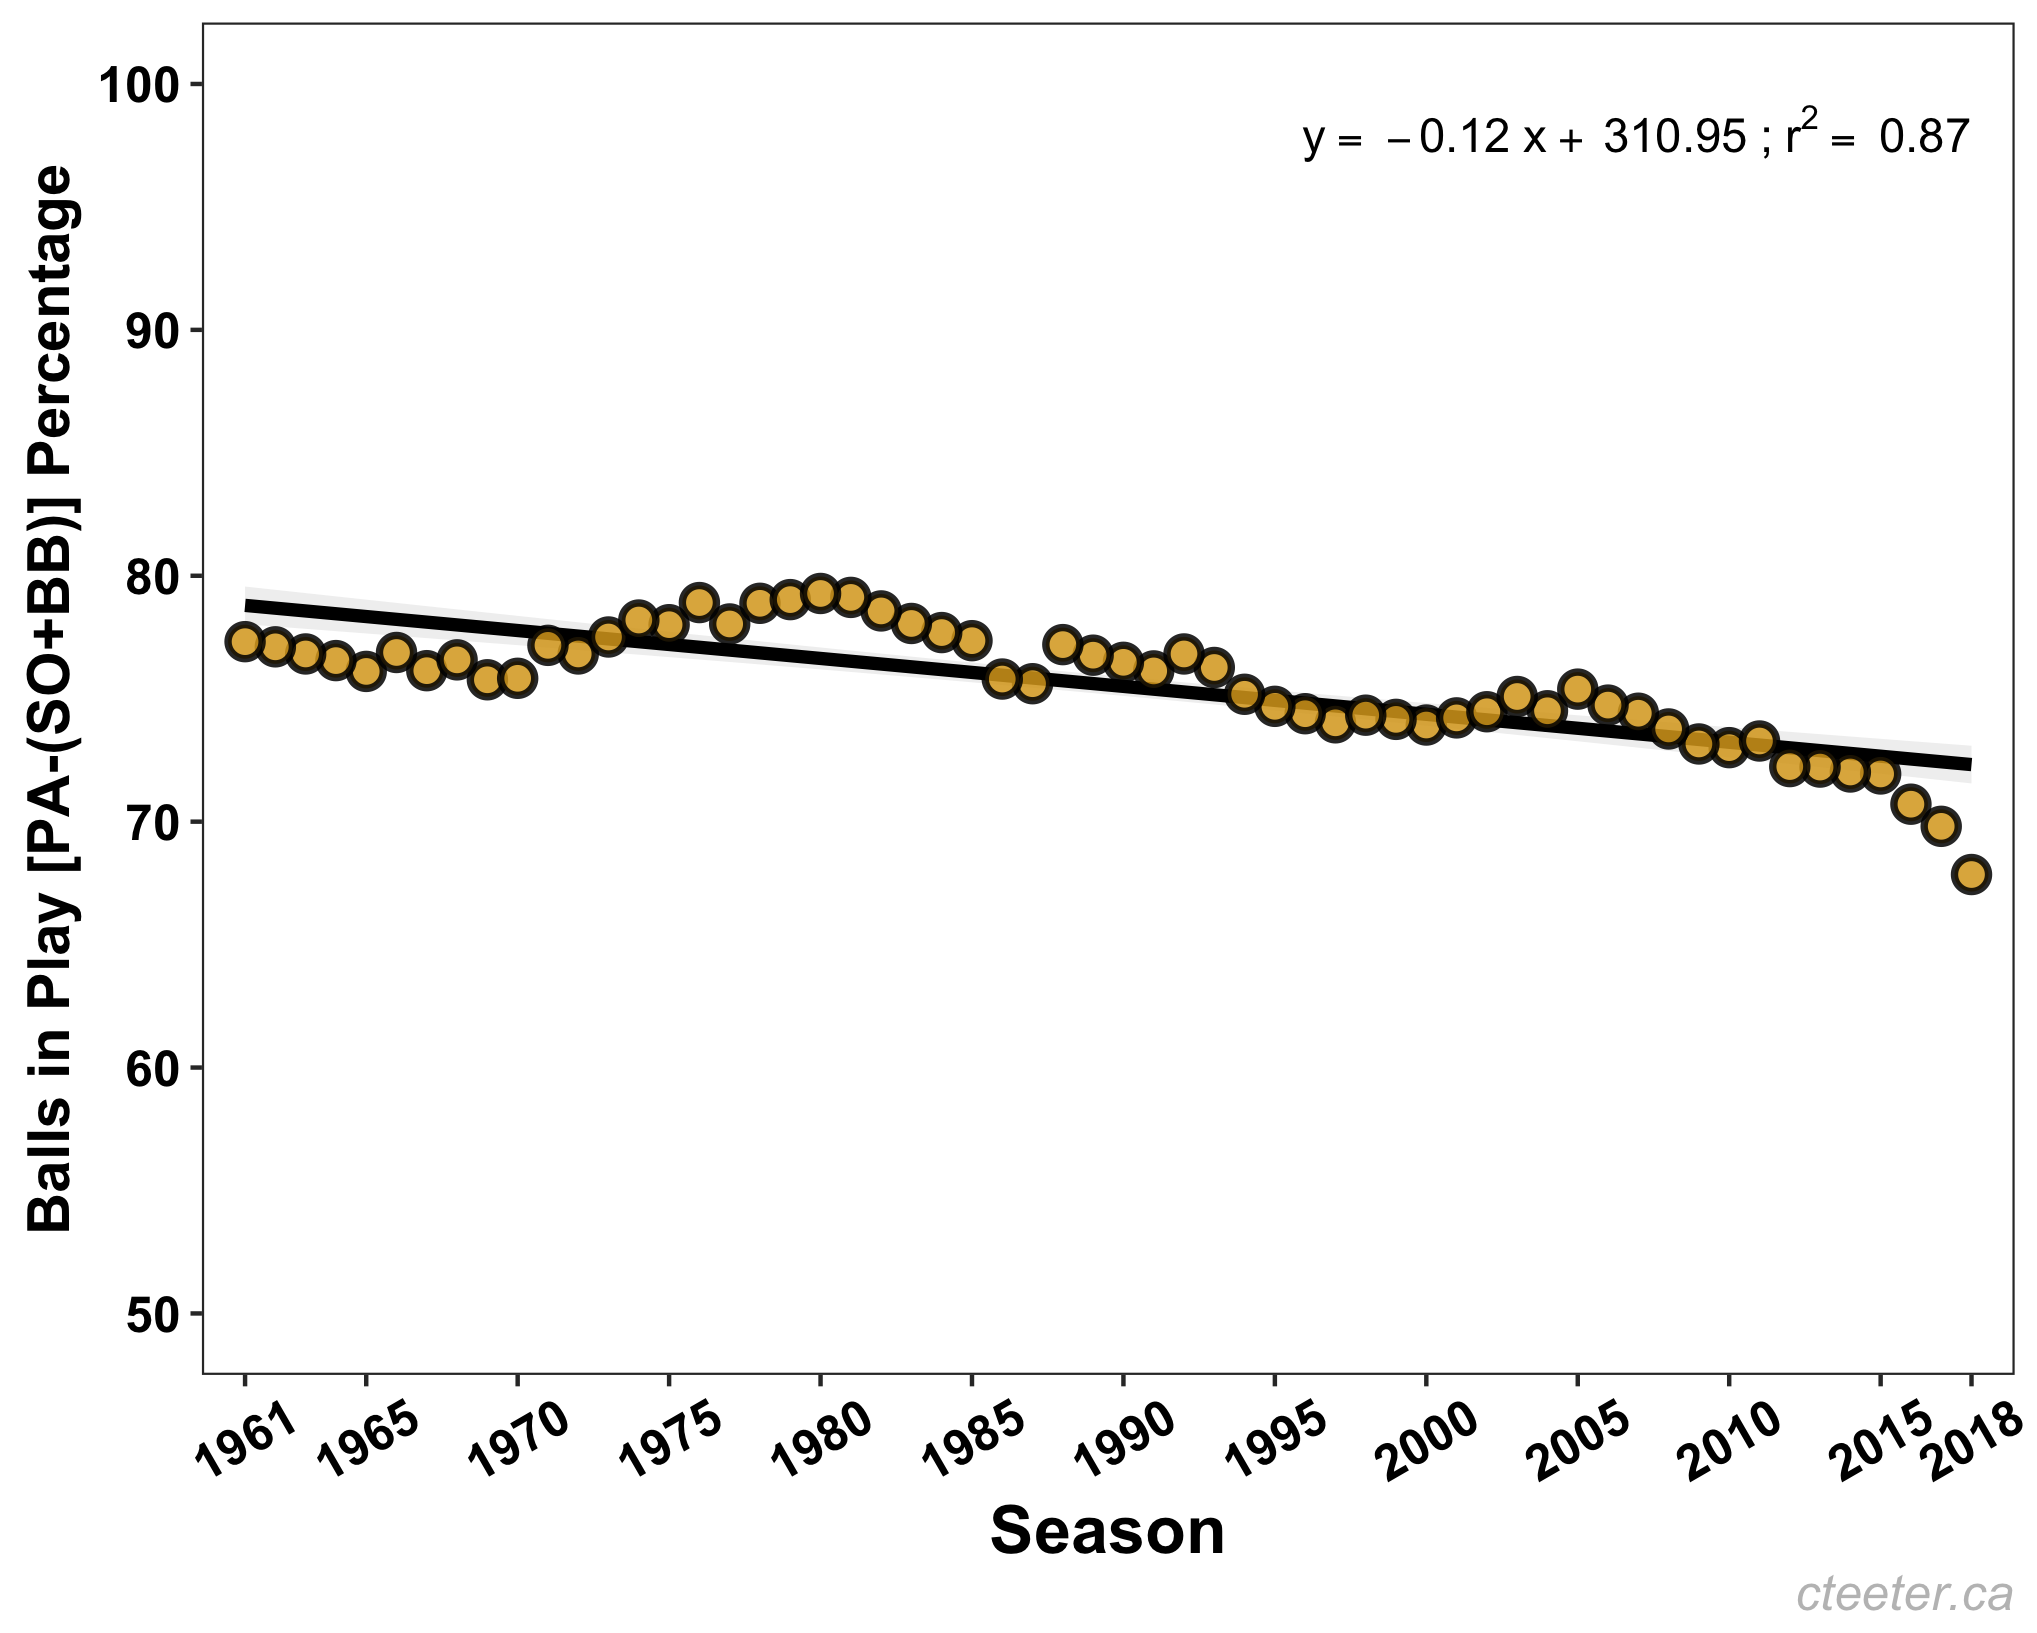 100
90
80
70
60
50
Balls in Play [PA-(SO+BB)] Percentage
y = −0.12 x + 310.95 ; r² = 0.87
1961 1965 1970 1975 1980 1985 1990 1995 2000 2005 2010 2015 2018
Season
cteeter.ca